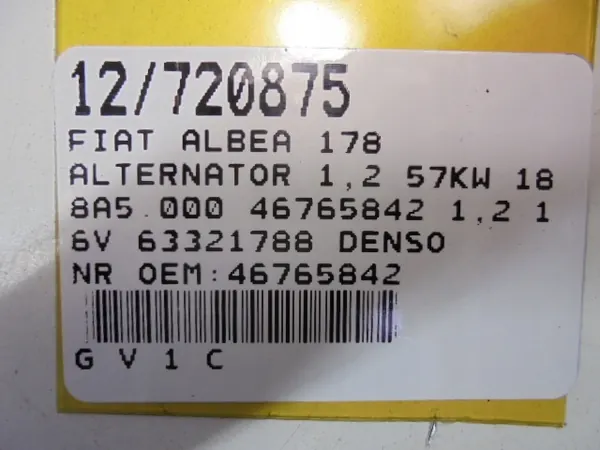 12/720875
FIAT ALBEA 178
ALTERNATOR 1,2 57KW 18
8A5.000 46765842 1,2 1
6V 63321788 DENSO
NR OEM:46765842
G V 1 C